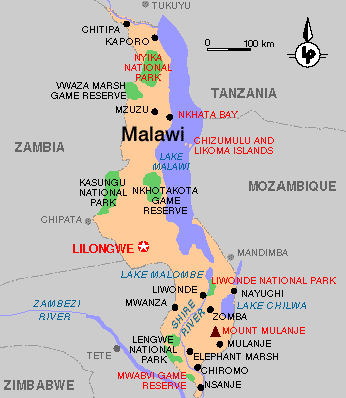 TUKUYU
CHITIPA
KAPORO
0 100 km
LP
NYIKA
NATIONAL
PARK
TANZANIA
VWAZA MARSH
GAME RESERVE
MZUZU
NKHATA BAY
Malawi
CHIZUMULU AND
LIKOMA ISLANDS
ZAMBIA
LAKE
MALAWI
KASUNGU
NATIONAL
PARK
NKHOTAKOTA
GAME
RESERVE
MOZAMBIQUE
CHIPATA
LILONGWE
MANDIMBA
LAKE MALOMBE
LIWONDE NATIONAL PARK
LIWONDE
NAYUCHI
ZAMBEZI
RIVER
MWANZA
SHIRE
RIVER
LAKE CHILWA
ZOMBA
MOUNT MULANJE
LENGWE
NATIONAL
PARK
MULANJE
TETE
ELEPHANT MARSH
CHIROMO
MWABVI GAME
RESERVE
NSANJE
ZIMBABWE